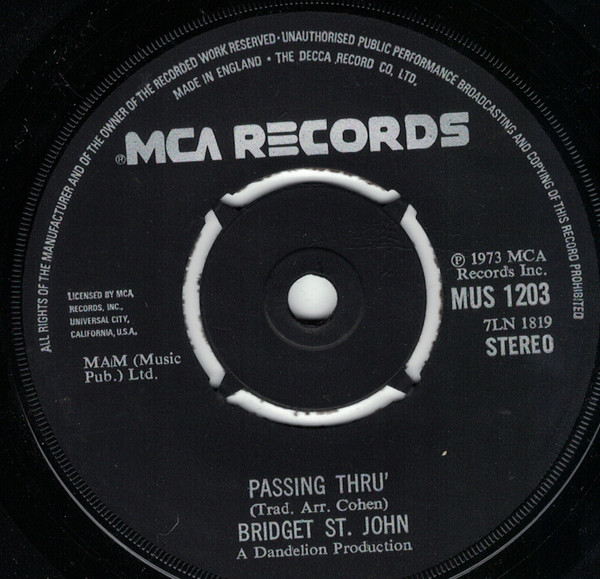 ALL RIGHTS OF THE MANUFACTURER AND OF THE OWNER OF THE RECORDED WORK RESERVED · UNAUTHORISED PUBLIC PERFORMANCE BROADCASTING AND COPYING OF THIS RECORD PROHIBITED
MADE IN ENGLAND • THE DECCA RECORD CO. LTD.
®MCA RECORDS
℗ 1973 MCA
Records Inc.
MUS 1203
7LN 1819
STEREO
LICENSED BY MCA
RECORDS, INC.,
UNIVERSAL CITY,
CALIFORNIA, U.S.A.
MAM (Music
Pub.) Ltd.
PASSING THRU'
(Trad. Arr. Cohen)
BRIDGET ST. JOHN
A Dandelion Production